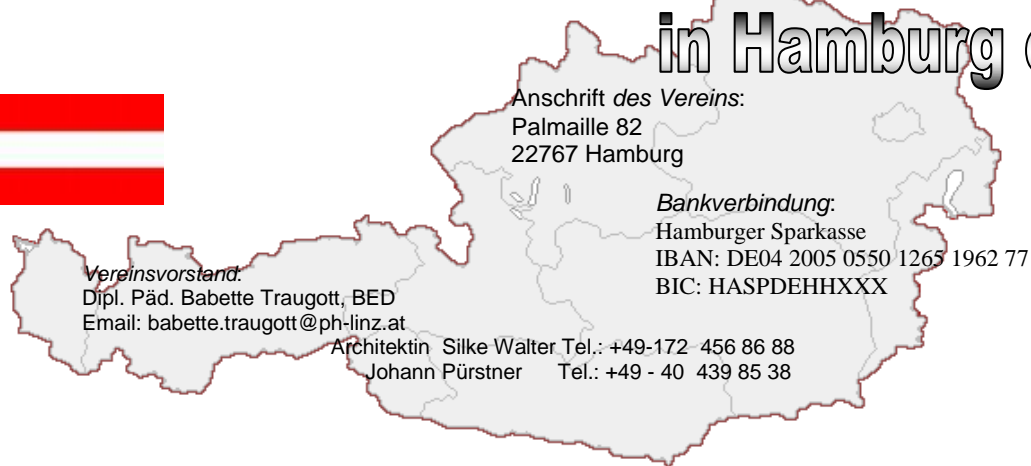 in Hamburg
Anschrift des Vereins:
Palmaille 82
22767 Hamburg
Bankverbindung:
Hamburger Sparkasse
IBAN: DE04 2005 0550 1265 1962 77
BIC: HASPDEHHXXX
Vereinsvorstand:
Dipl. Päd. Babette Traugott, BED
Email: babette.traugott@ph-linz.at
Architektin Silke Walter Tel.: +49-172 456 86 88
Johann Pürstner Tel.: +49 - 40 439 85 38